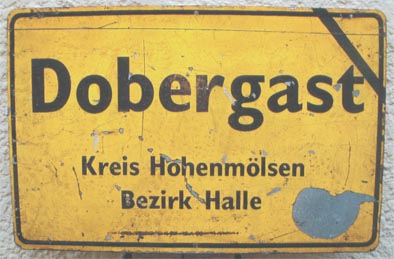 Dobergast
Kreis Hohenmölsen
Bezirk Halle